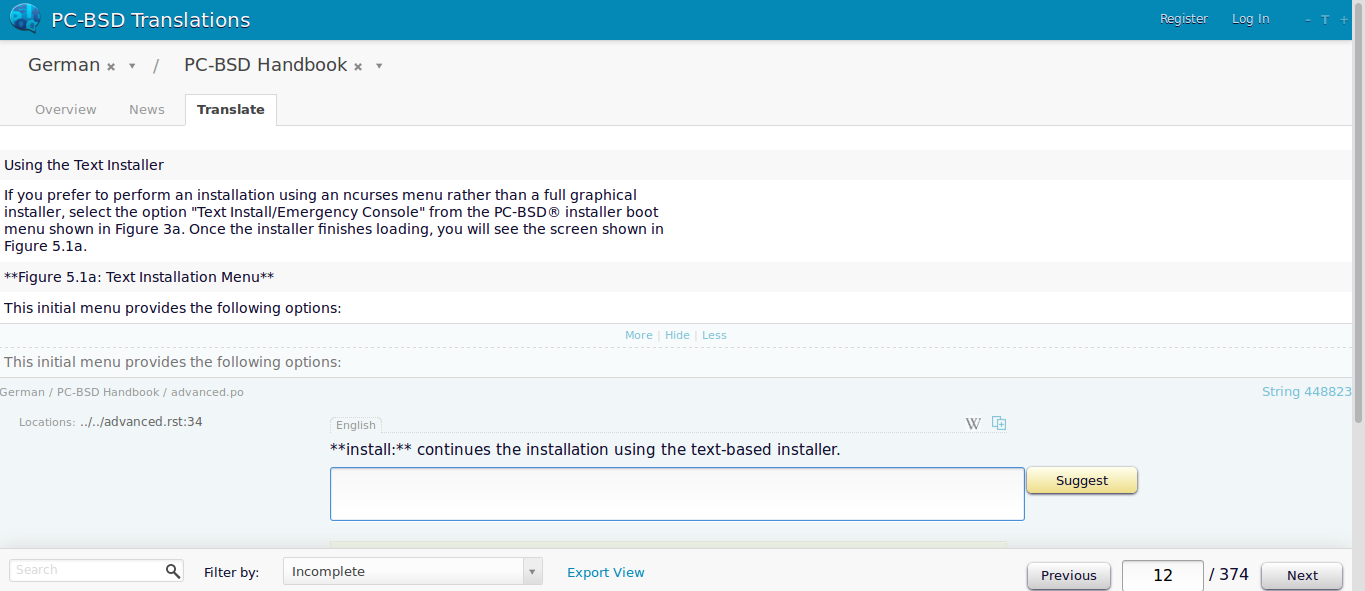 PC-BSD Translations
Register Log In - T +
German × ▾ / PC-BSD Handbook × ▾
Overview News Translate
Using the Text Installer
If you prefer to perform an installation using an ncurses menu rather than a full graphical
installer, select the option "Text Install/Emergency Console" from the PC-BSD® installer boot
menu shown in Figure 3a. Once the installer finishes loading, you will see the screen shown in
Figure 5.1a.
**Figure 5.1a: Text Installation Menu**
This initial menu provides the following options:
More | Hide | Less
This initial menu provides the following options:
German / PC-BSD Handbook / advanced.po
String 448823
Locations: ../../advanced.rst:34
English
W
**install:** continues the installation using the text-based installer.
Suggest
Search
Filter by: Incomplete Export View
Previous 12 / 374 Next